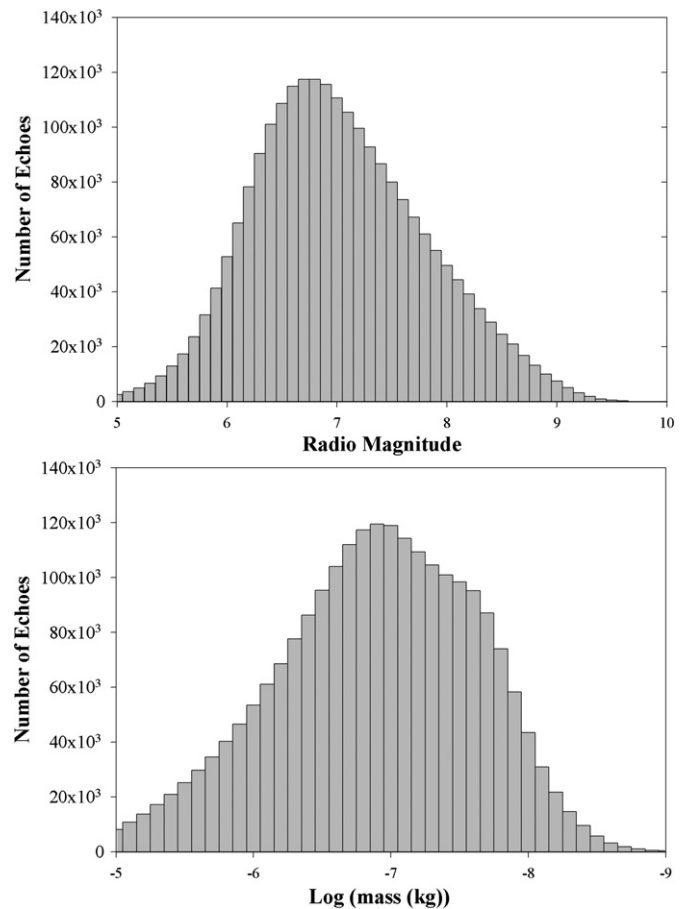 140x10³
120x10³
100x10³
80x10³
60x10³
40x10³
20x10³
0
Number of Echoes
5 6 7 8 9 10
Radio Magnitude
140x10³
120x10³
100x10³
80x10³
60x10³
40x10³
20x10³
0
Number of Echoes
-5 -6 -7 -8 -9
Log (mass (kg))